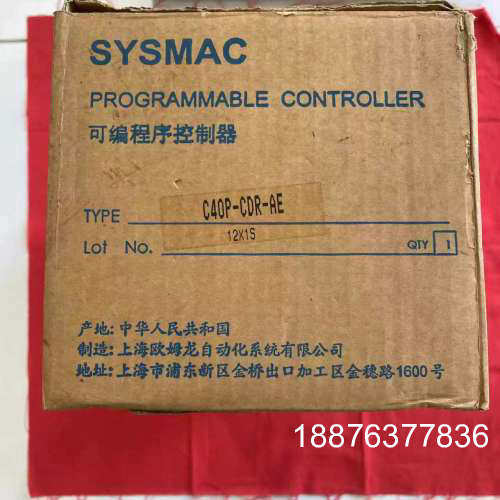 SYSMAC
PROGRAMMABLE CONTROLLER
可编程序控制器
TYPE C40P-CDR-AE
12X1S
Lot No. QTY 1
产地: 中华人民共和国
制造: 上海欧姆龙自动化系统有限公司
地址: 上海市浦东新区金桥出口加工区金穗路1600号
18876377836